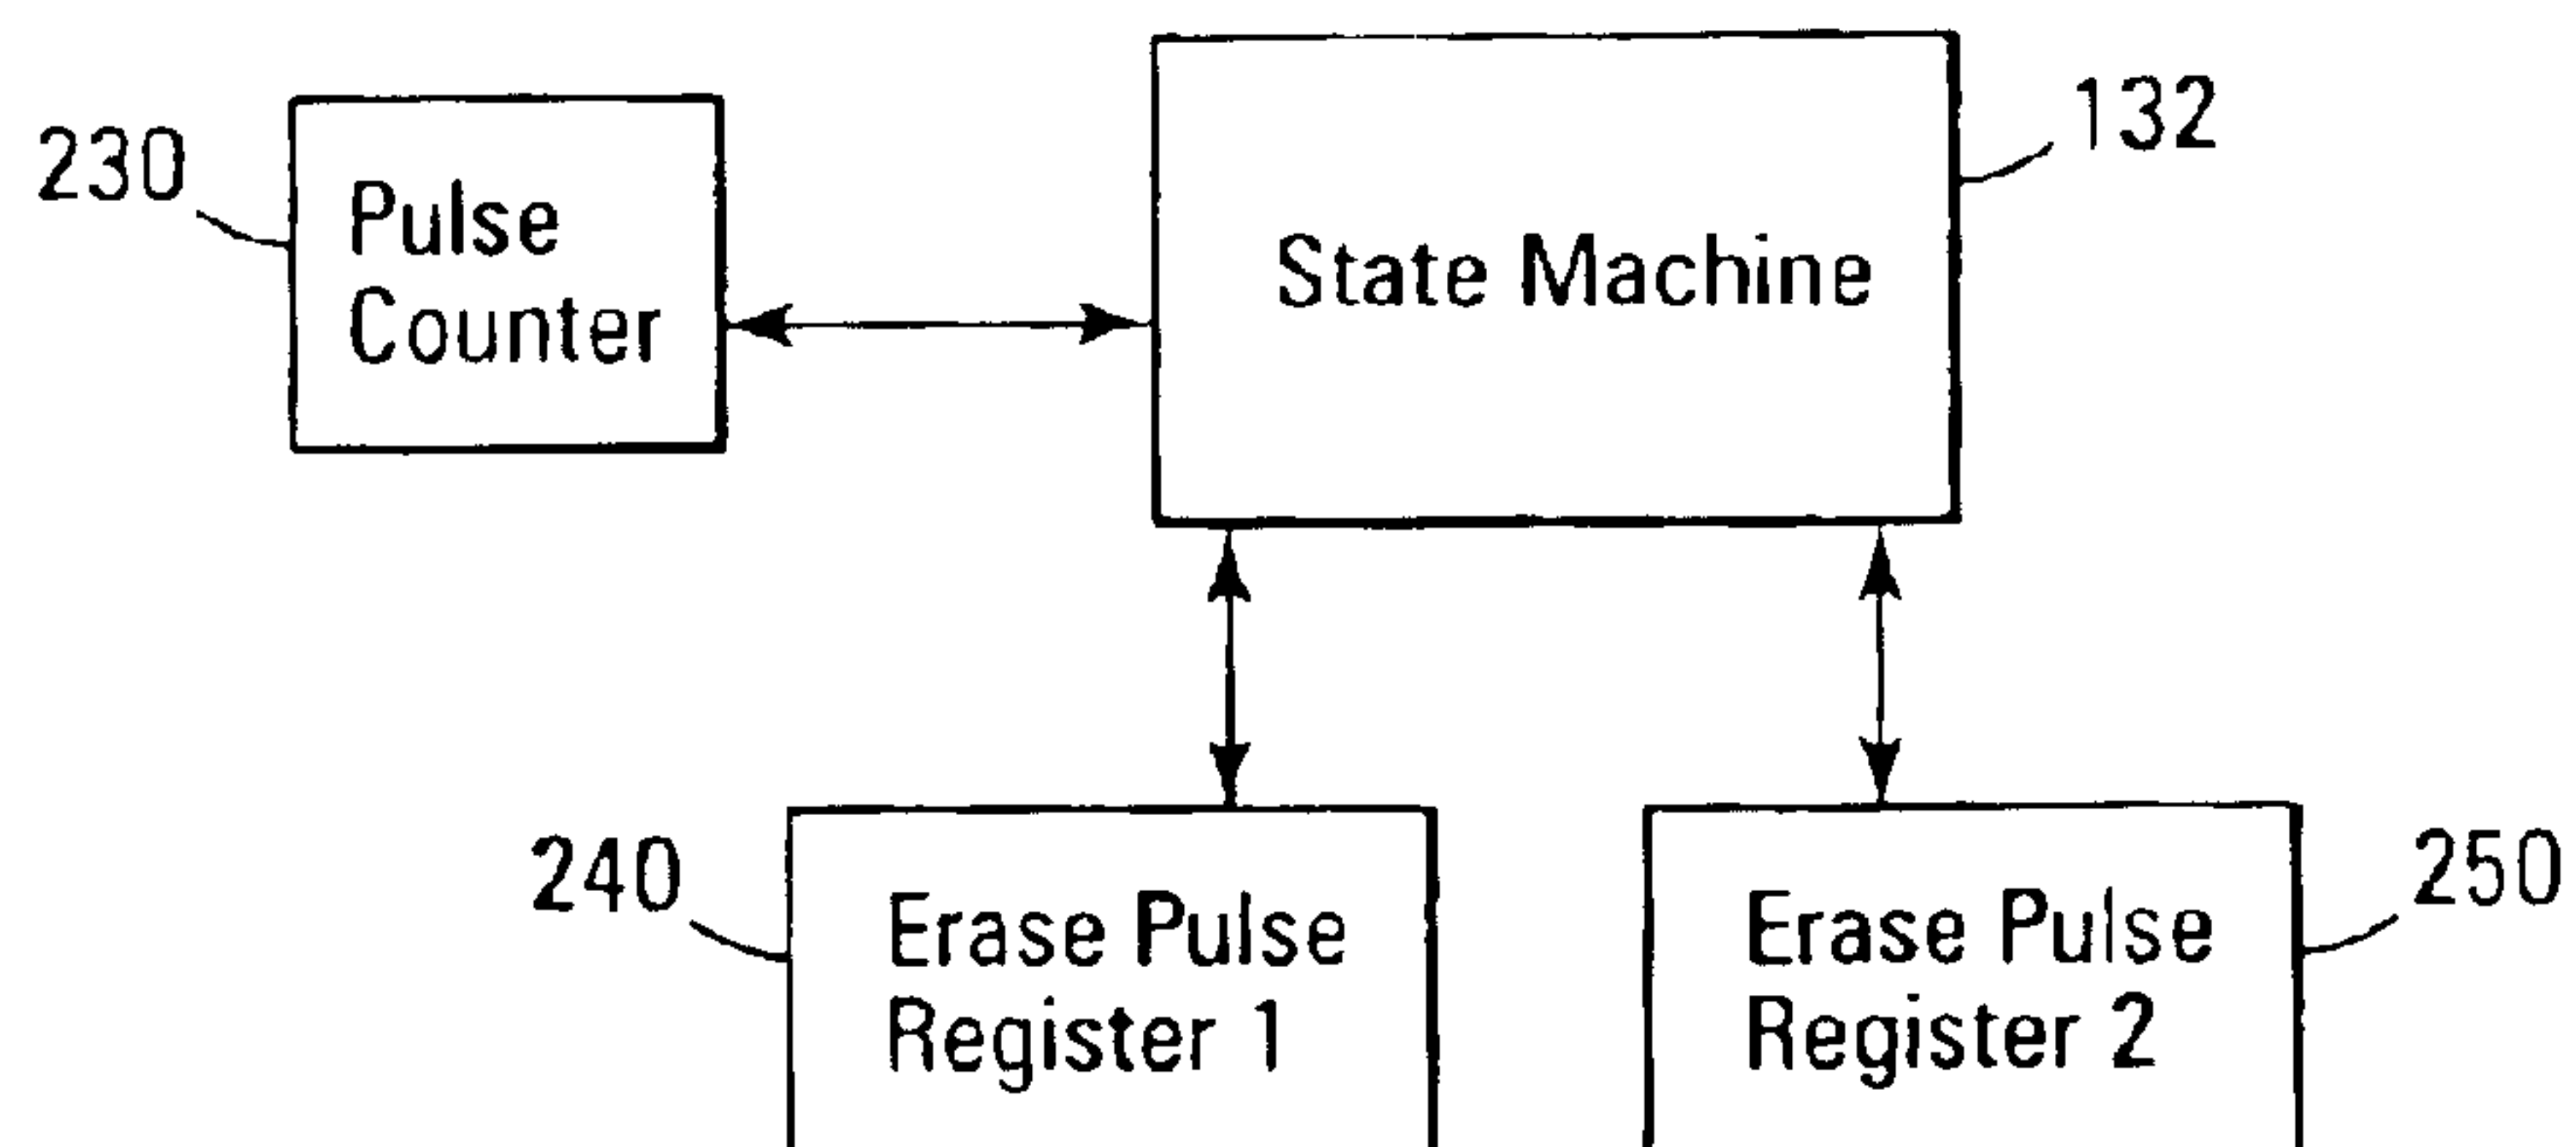 132
230
Pulse
Counter
State Machine
240
Erase Pulse
Register 1
250
Erase Pulse
Register 2